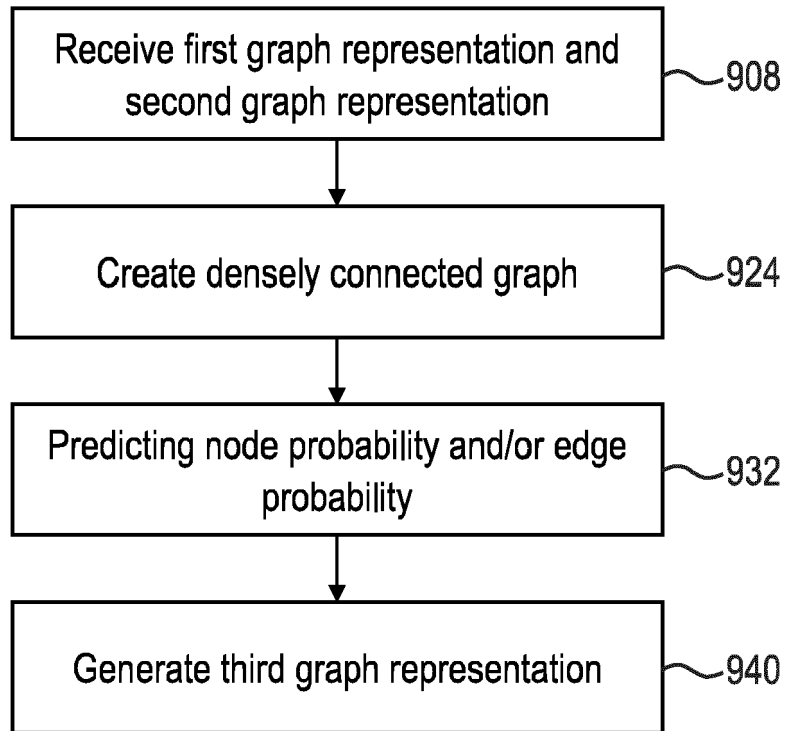 Receive first graph representation and
second graph representation
908
Create densely connected graph
924
Predicting node probability and/or edge
probability
932
Generate third graph representation
940